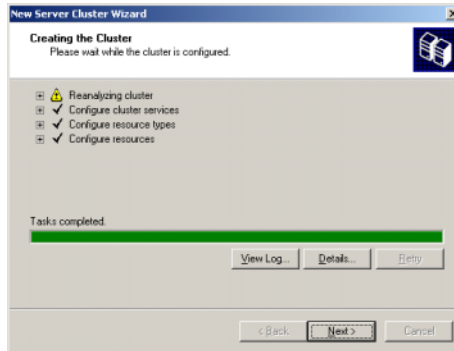 New Server Cluster Wizard
Creating the Cluster
Please wait while the cluster is configured.
Reanalyzing cluster
Configure cluster services
Configure resource types
Configure resources
Tasks completed.
View Log... Details... Retry
< Back Next > Cancel